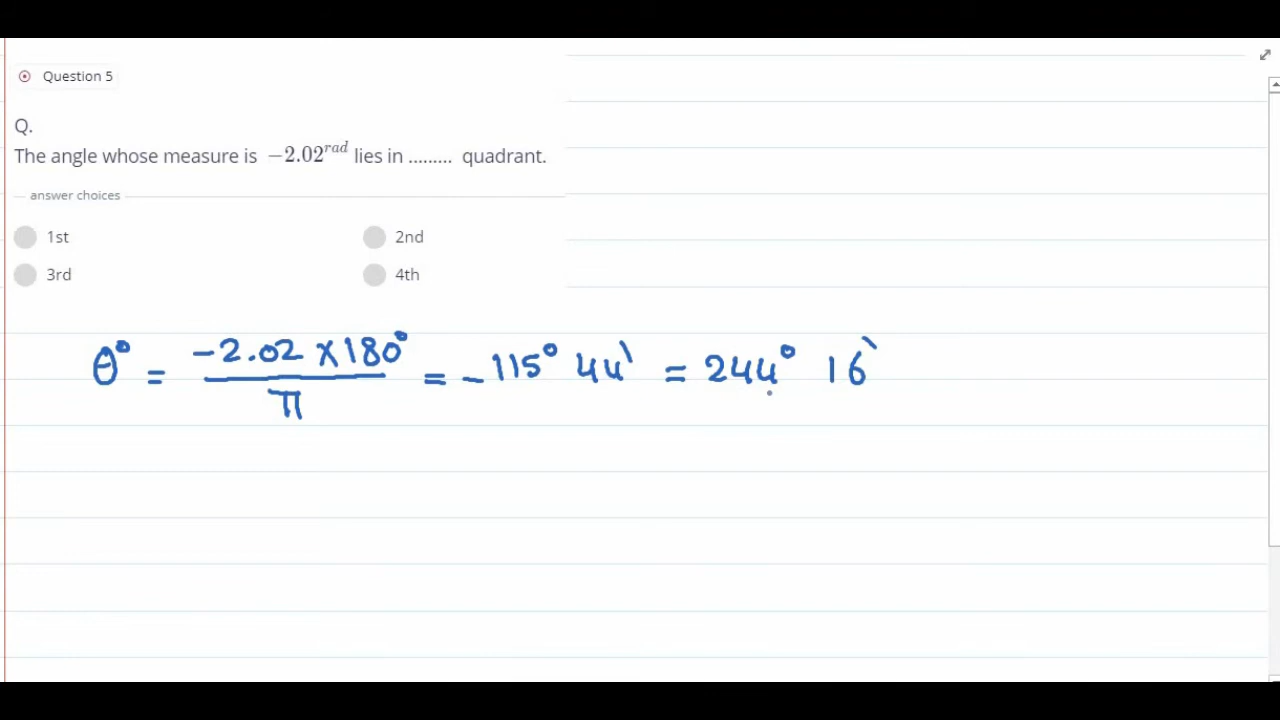 Question 5
Q.
The angle whose measure is −2.02^rad lies in ......... quadrant.
answer choices
1st
2nd
3rd
4th
θ° = −2.02 × 180° / π = − 115° 44' = 244° 16'